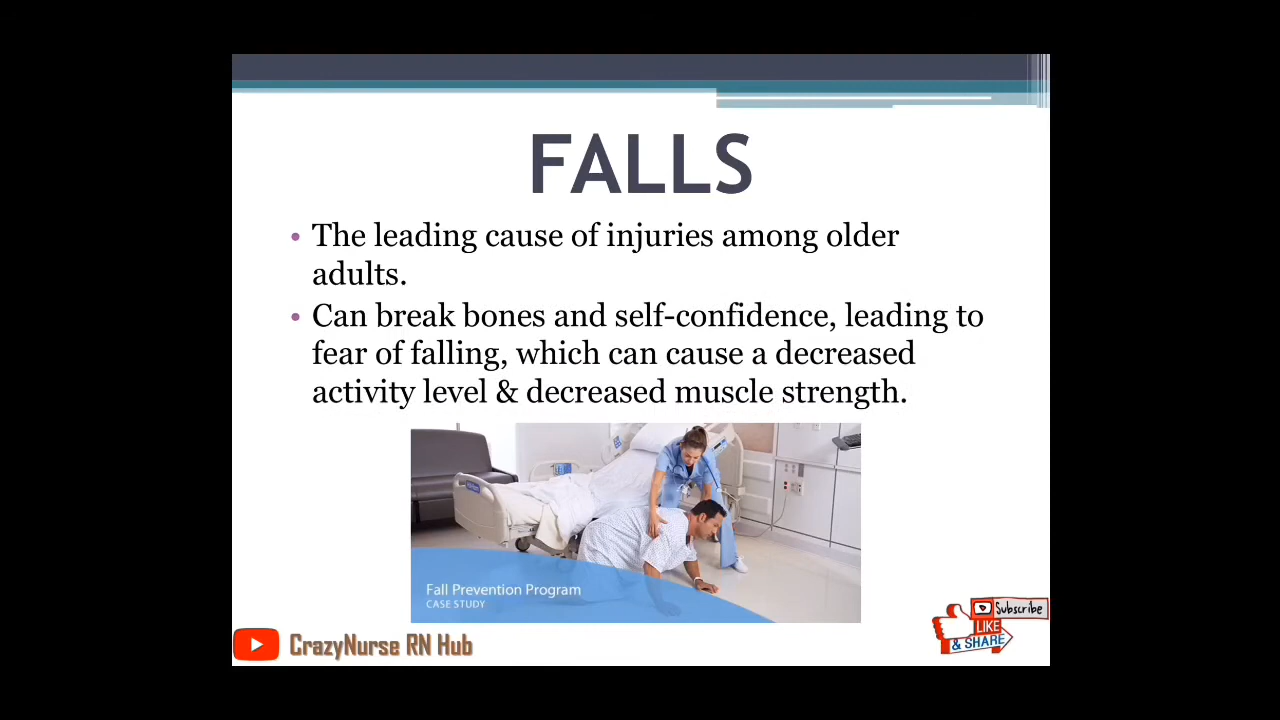 FALLS
• The leading cause of injuries among older
adults.
• Can break bones and self-confidence, leading to
fear of falling, which can cause a decreased
activity level & decreased muscle strength.
Fall Prevention Program
CASE STUDY
Subscribe
LIKE
& SHARE
CrazyNurse RN Hub